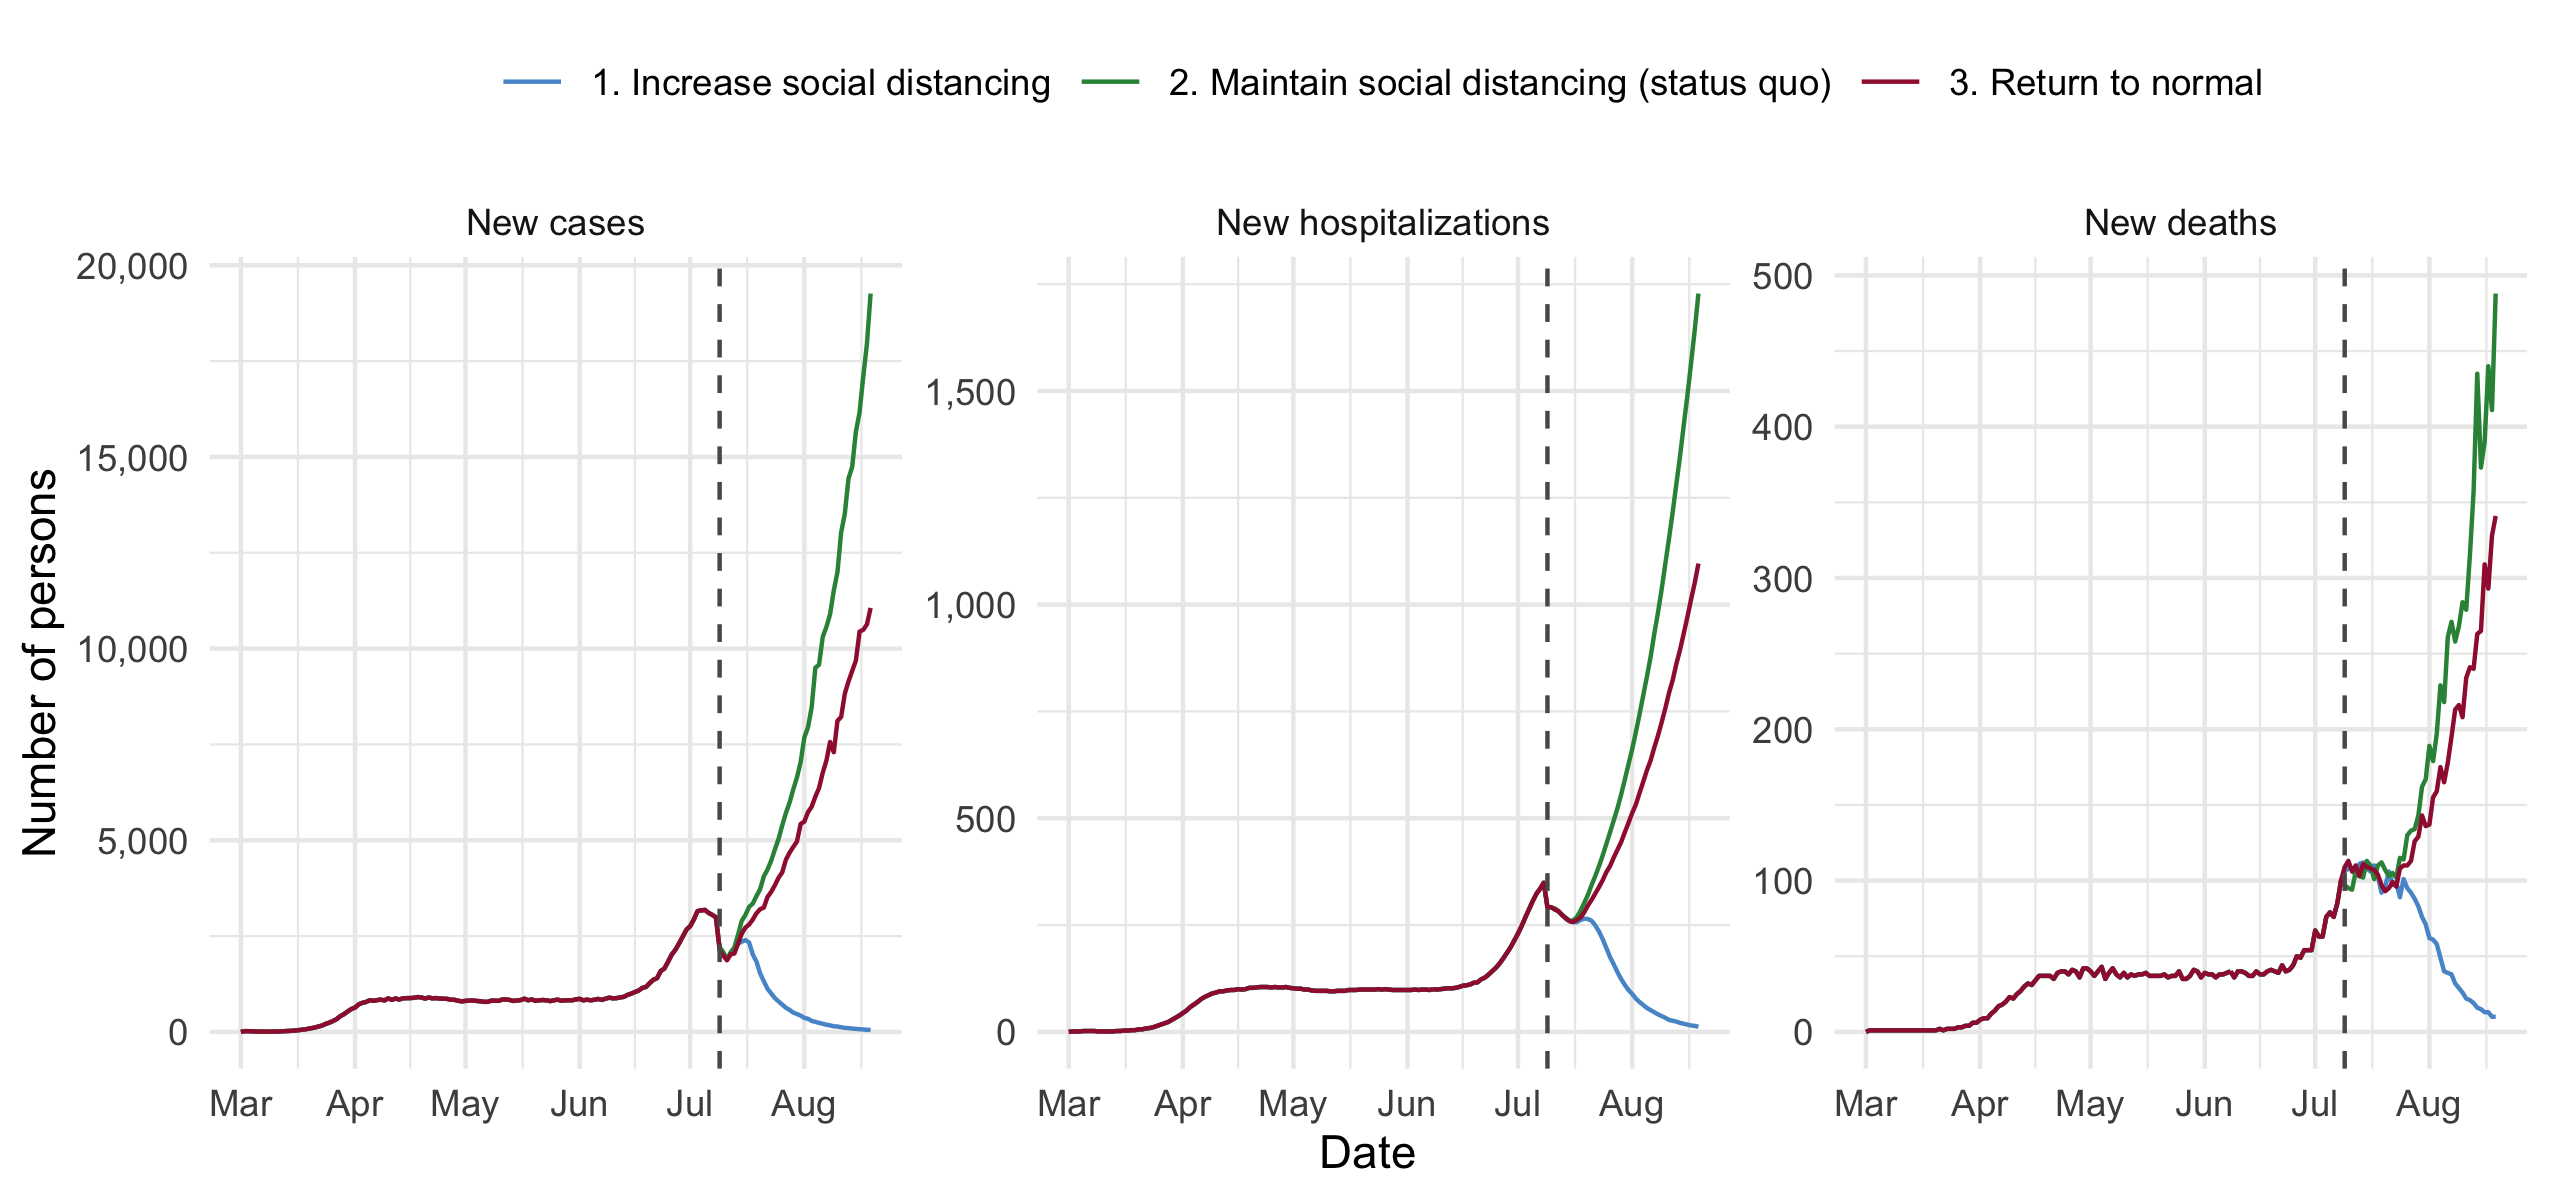 1. Increase social distancing 2. Maintain social distancing (status quo) 3. Return to normal
New cases New hospitalizations New deaths
Number of persons
20,000
15,000
10,000
5,000
0
1,500
1,000
500
0
500
400
300
200
100
0
Mar Apr May Jun Jul Aug
Mar Apr May Jun Jul Aug
Mar Apr May Jun Jul Aug
Date